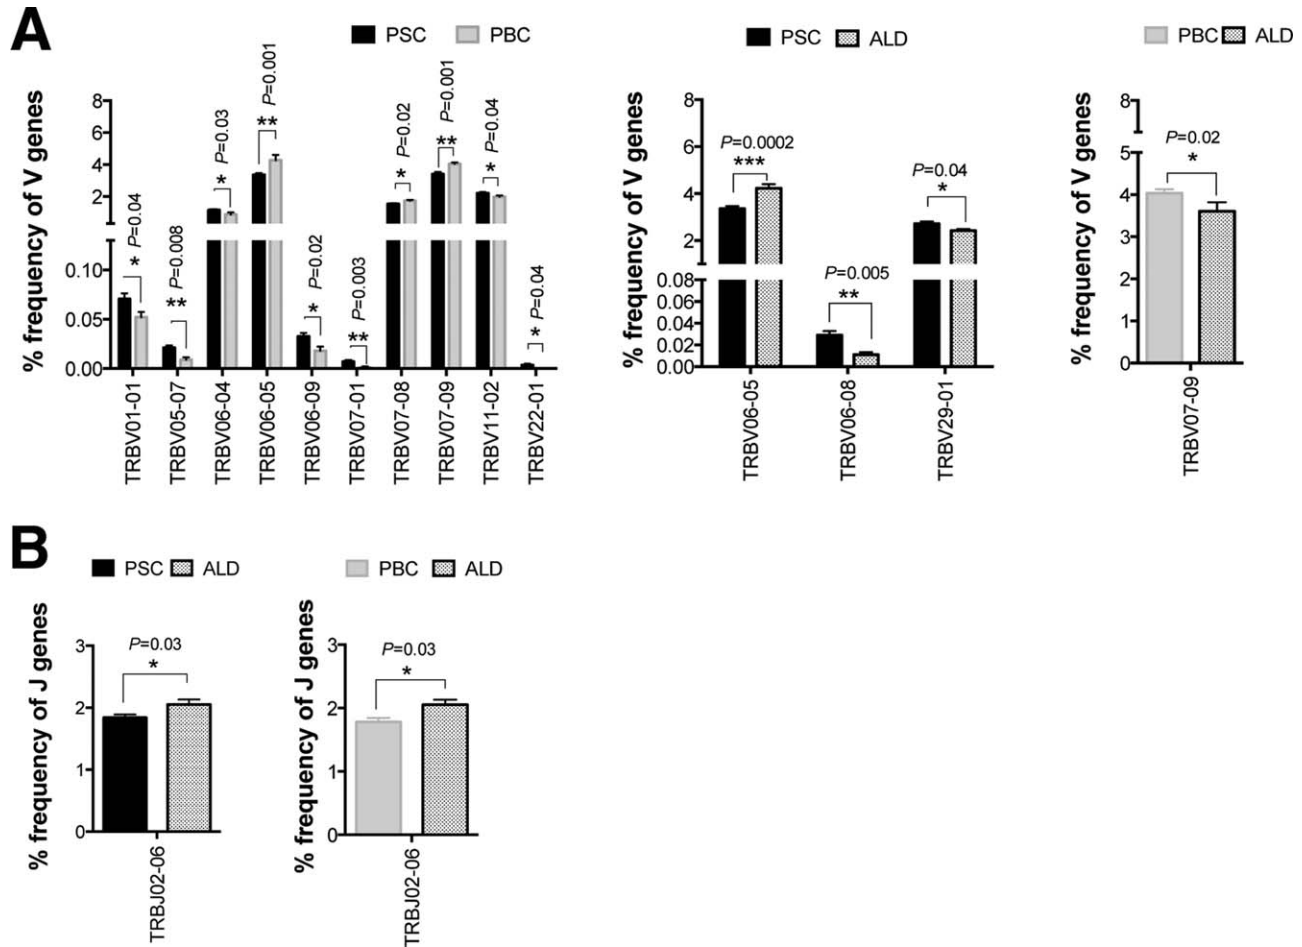 A
PSC PBC
% frequency of V genes
8
6
4
2
0.10
0.05
0.00
P=0.04
*
P=0.008
**
P=0.03
*
P=0.001
**
P=0.02
*
P=0.003
**
P=0.02
*
P=0.001
**
P=0.04
*
P=0.04
*
TRBV01-01
TRBV05-07
TRBV06-04
TRBV06-05
TRBV06-09
TRBV07-01
TRBV07-08
TRBV07-09
TRBV11-02
TRBV22-01
PSC ALD
% frequency of V genes
8
6
4
2
0.08
0.06
0.04
0.02
0.00
P=0.0002
***
P=0.005
**
P=0.04
*
TRBV06-05
TRBV06-08
TRBV29-01
PBC ALD
% frequency of V genes
8
5
4
3
2
1
0
P=0.02
*
TRBV07-09
B
PSC ALD
% frequency of J genes
3
2
1
0
P=0.03
*
TRBJ02-06
PBC ALD
% frequency of J genes
3
2
1
0
P=0.03
*
TRBJ02-06